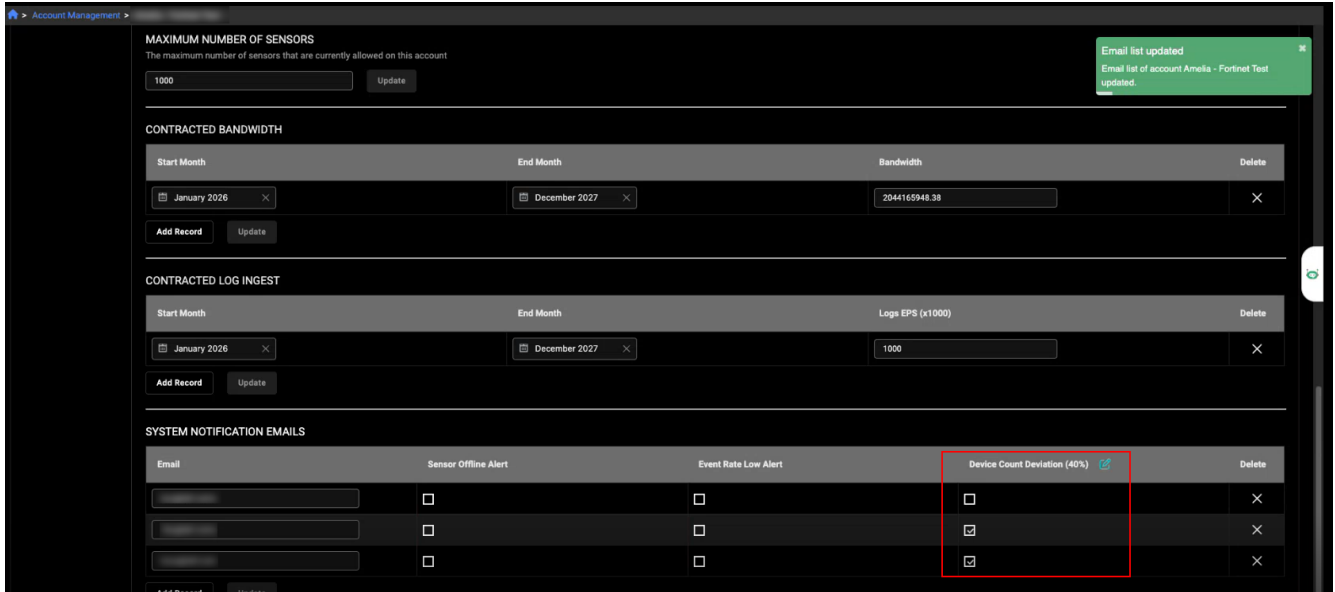 > Account Management >
MAXIMUM NUMBER OF SENSORS
The maximum number of sensors that are currently allowed on this account
1000 Update
Email list updated
Email list of account Amelia - Fortinet Test
updated.
CONTRACTED BANDWIDTH
Start Month End Month Bandwidth Delete
January 2026 December 2027 2044165948.38
Add Record Update
CONTRACTED LOG INGEST
Start Month End Month Logs EPS (x1000) Delete
January 2026 December 2027 1000
Add Record Update
SYSTEM NOTIFICATION EMAILS
Email Sensor Offline Alert Event Rate Low Alert Device Count Deviation (40%) Delete
Add Record Update